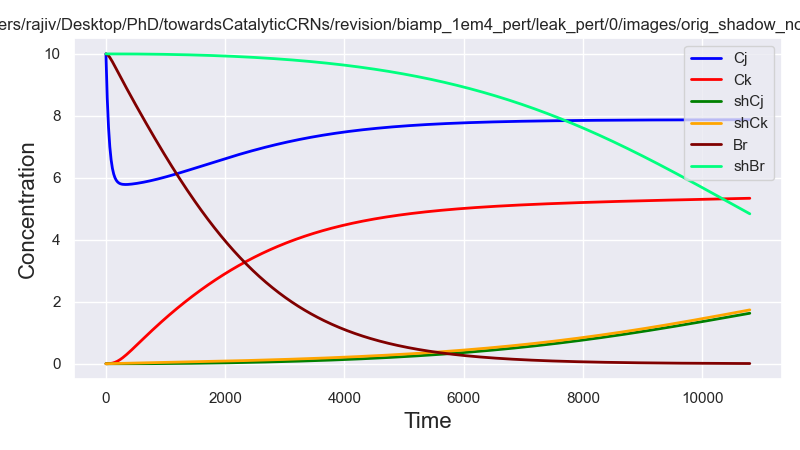 ers/rajiv/Desktop/PhD/towardsCatalyticCRNs/revision/biamp_1em4_pert/leak_pert/0/images/orig_shadow_no
Concentration
10
8
6
4
2
0
Cj
Ck
shCj
shCk
Br
shBr
0 2000 4000 6000 8000 10000
Time